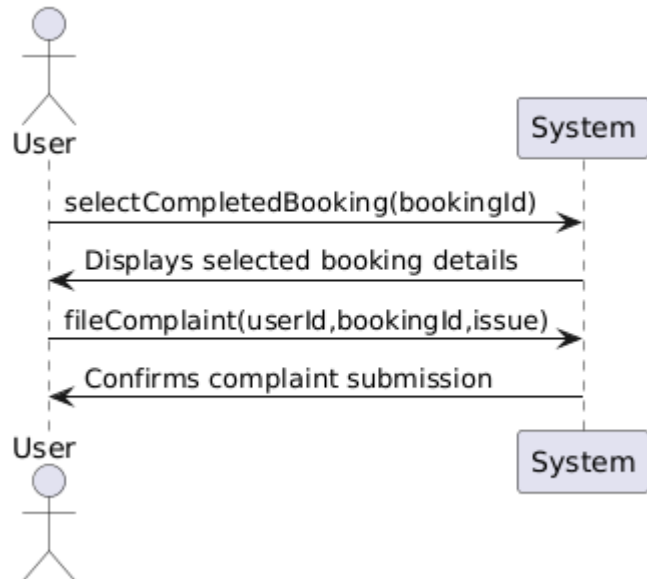 User
System
selectCompletedBooking(bookingId)
Displays selected booking details
fileComplaint(userId,bookingId,issue)
Confirms complaint submission
User
System